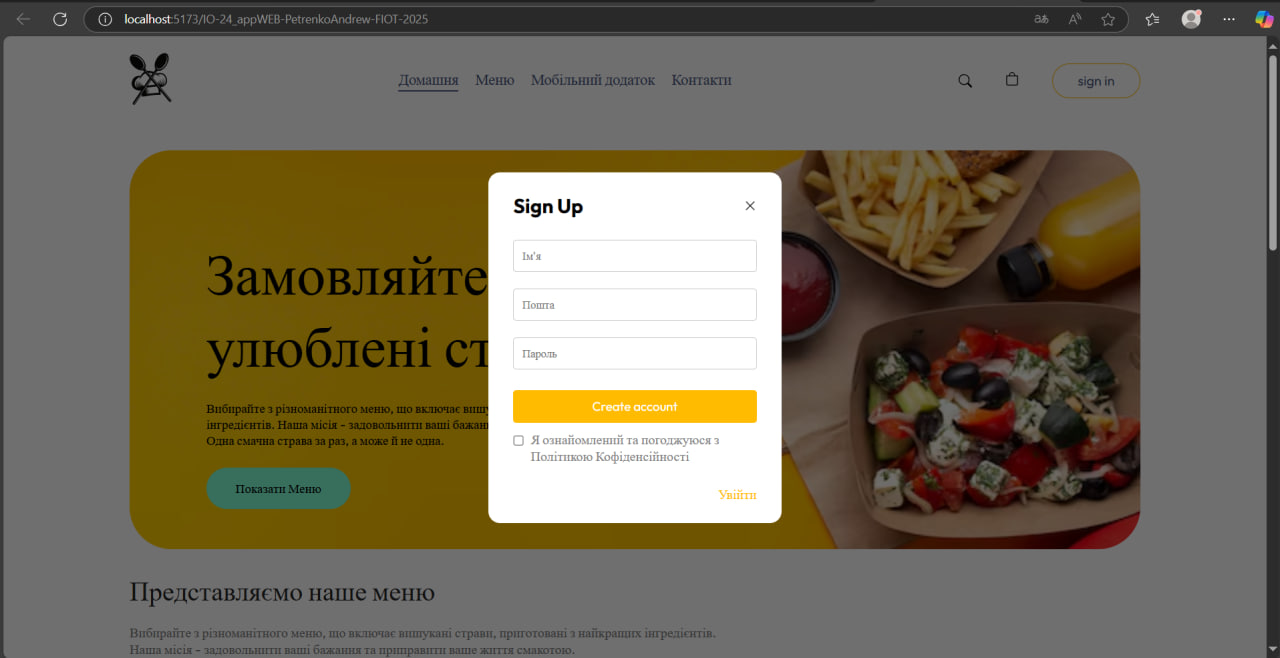 localhost:5173/IO-24_appWEB-PetrenkoAndrew-FIOT-2025
Домашня Меню Мобільний додаток Контакти
sign in
Sign Up
Ім'я
Пошта
Пароль
Create account
Я ознайомлений та погоджуюся з
Політикою Кофіденсійності
Увійти
Замовляйте
улюблені ст
Вибирайте з різноманітного меню, що включає вишу
інгредієнтів. Наша місія - задовольнити ваші бажан
Одна смачна страва за раз, а може й не одна.
Показати Меню
Представляємо наше меню
Вибирайте з різноманітного меню, що включає вишукані страви, приготовані з найкращих інгредієнтів.
Наша місія - задовольнити ваші бажання та приправити ваше життя смакотою.